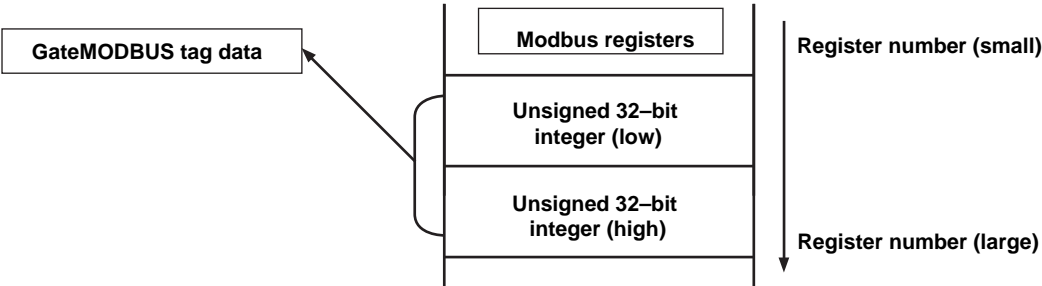 GateMODBUS tag data
Modbus registers
Register number (small)
Unsigned 32–bit
integer (low)
Unsigned 32–bit
integer (high)
Register number (large)